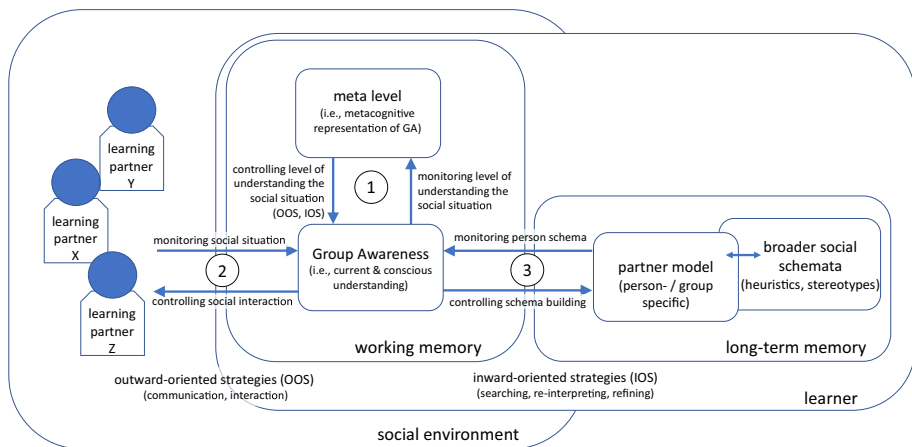 meta level
(i.e., metacognitive
representation of GA)
learning
partner
Y
controlling level of
understanding the
social situation
(OOS, IOS)
1
monitoring level of
understanding the
social situation
learning
partner
X
monitoring social situation
2
controlling social interaction
Group Awareness
(i.e., current & conscious
understanding)
monitoring person schema
3
controlling schema building
partner model
(person- / group
specific)
broader social
schemata
(heuristics, stereotypes)
learning
partner
Z
working memory
long-term memory
outward-oriented strategies (OOS)
(communication, interaction)
inward-oriented strategies (IOS)
(searching, re-interpreting, refining)
learner
social environment